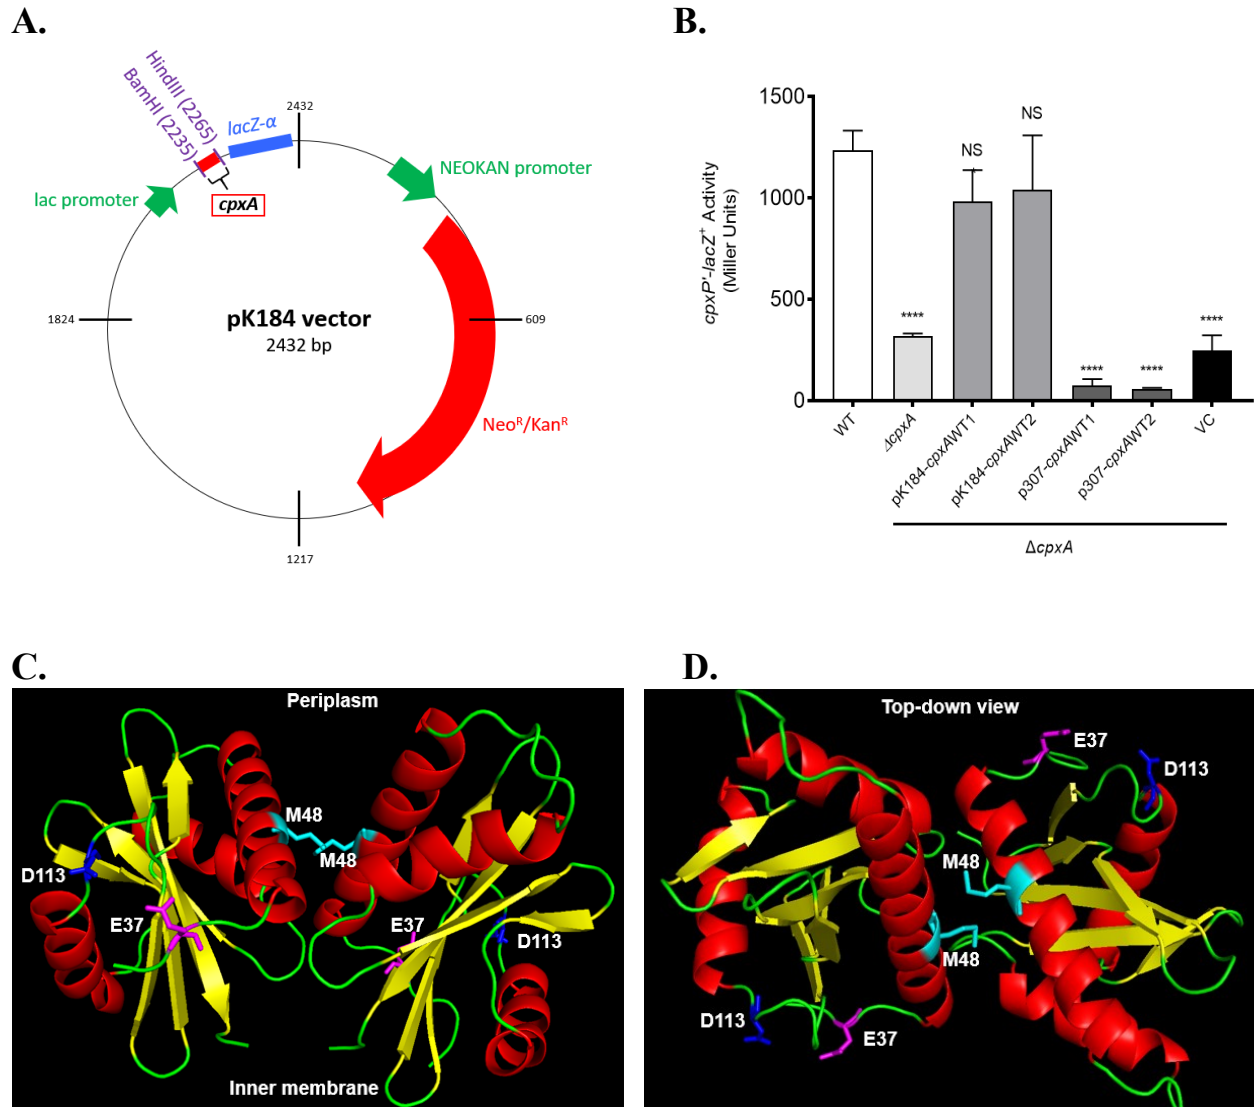 A.
HindIII (2265)
BamHI (2235)
lacZ-α
2432
NEOKAN promoter
lac promoter
cpxA
pK184 vector
2432 bp
1824
609
Neoᴿ/Kanᴿ
1217
B.
cpxP'-lacZ⁺ Activity
(Miller Units)
1500
1000
500
0
****
NS
NS
****
****
****
WT
ΔcpxA
pK184-cpxAWT1
pK184-cpxAWT2
p307-cpxAWT1
p307-cpxAWT2
VC
ΔcpxA
C.
Periplasm
M48
M48
D113
E37
E37
D113
Inner membrane
D.
Top-down view
E37
D113
M48
M48
D113
E37